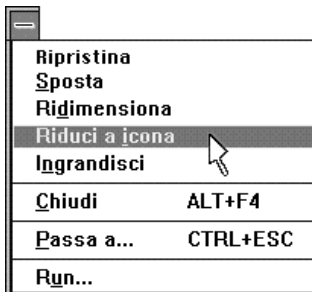 Ripristina
Sposta
Ridimensiona
Riduci a icona
Ingrandisci
Chiudi ALT+F4
Passa a... CTRL+ESC
Run...